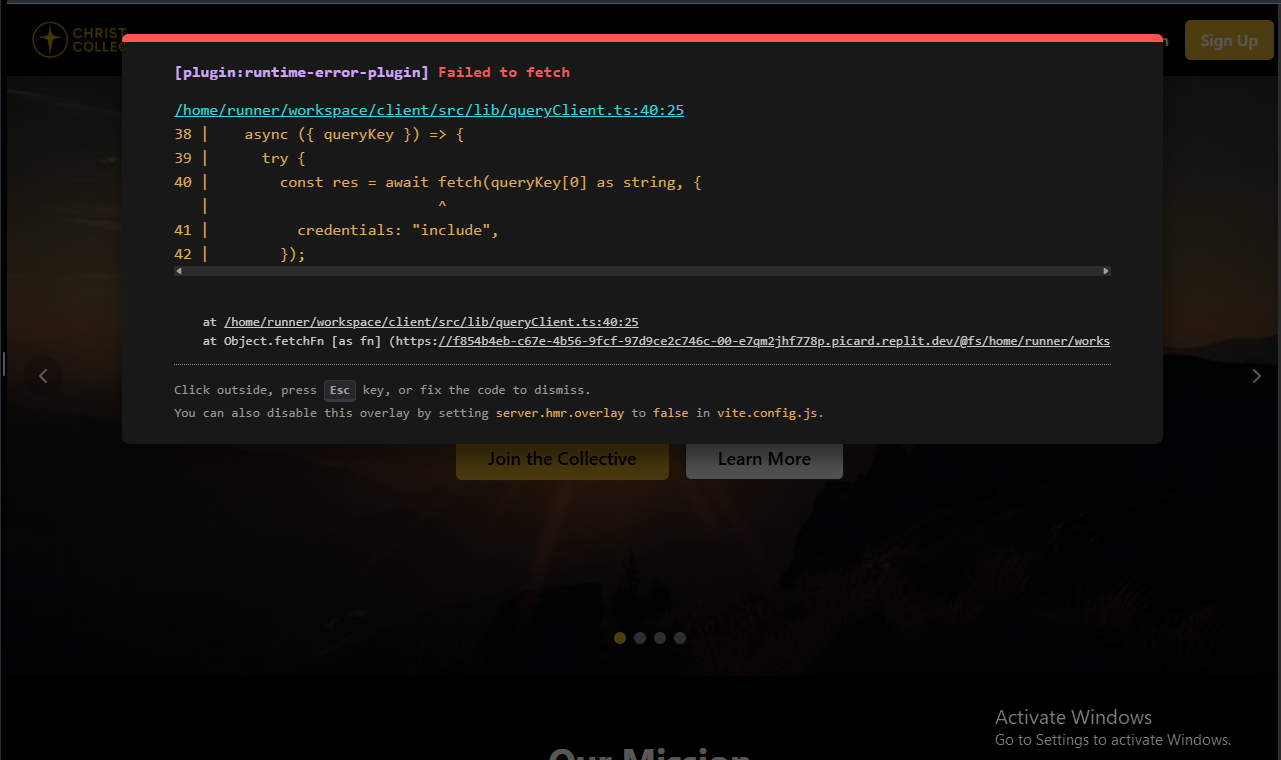 CHRIST
COLLEC
n
Sign Up
[plugin:runtime-error-plugin] Failed to fetch
/home/runner/workspace/client/src/lib/queryClient.ts:40:25
38 |    async ({ queryKey }) => {
39 |      try {
40 |        const res = await fetch(queryKey[0] as string, {
   |                          ^
41 |          credentials: "include",
42 |        });
at /home/runner/workspace/client/src/lib/queryClient.ts:40:25
at Object.fetchFn [as fn] (https://f854b4eb-c67e-4b56-9fcf-97d9ce2c746c-00-e7qm2jhf778p.picard.replit.dev/@fs/home/runner/works
Click outside, press Esc key, or fix the code to dismiss.
You can also disable this overlay by setting server.hmr.overlay to false in vite.config.js.
Join the Collective
Learn More
Our Mission
Activate Windows
Go to Settings to activate Windows.